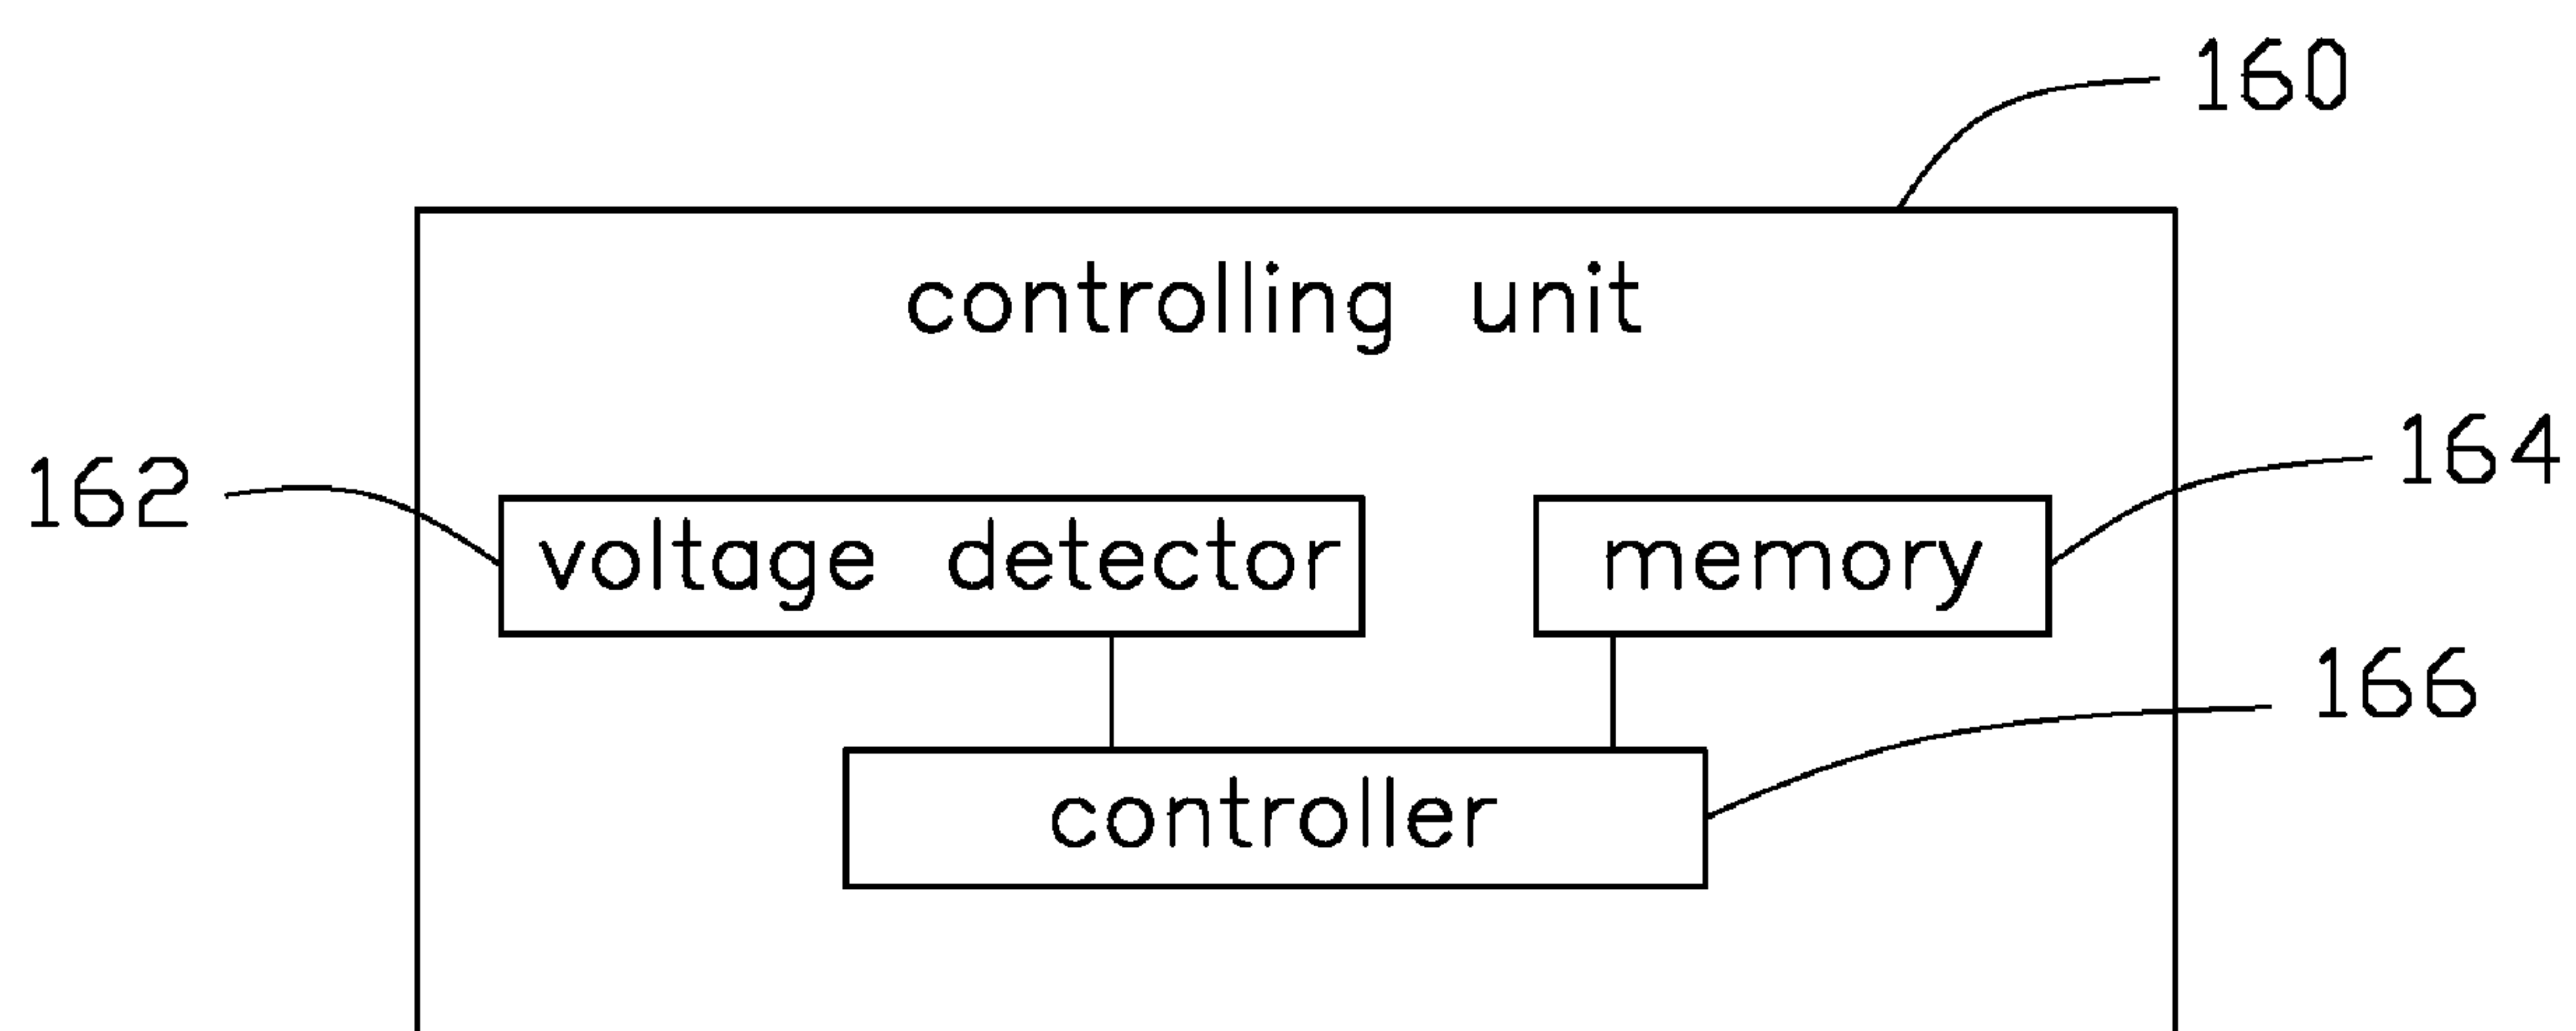 160
controlling unit
162
164
voltage detector
memory
166
controller